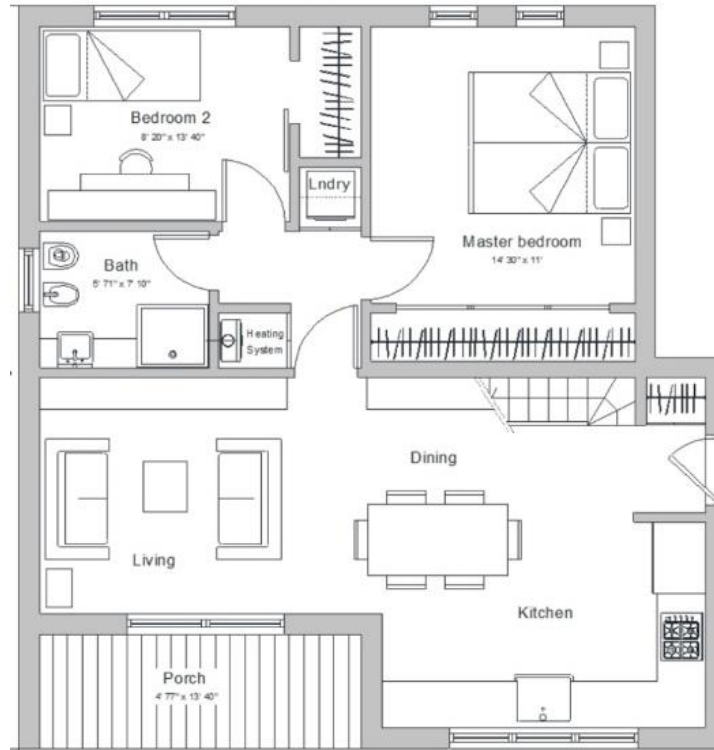 Bedroom 2
8' 20" x 13' 40"
Lndry
Master bedroom
14' 30" x 11'
Bath
5' 71" x 7' 10"
Heating
System
Dining
Living
Kitchen
Porch
4' 77" x 13' 40"